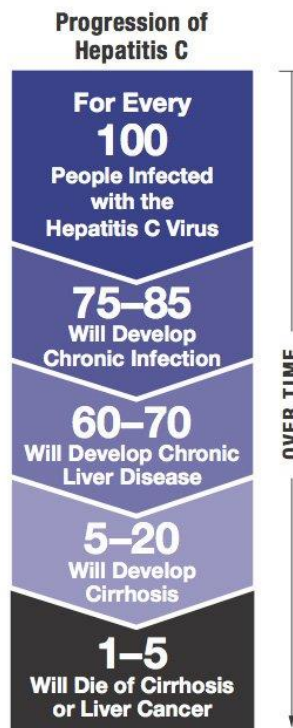 Progression of
Hepatitis C
For Every
100
People Infected
with the
Hepatitis C Virus
75–85
Will Develop
Chronic Infection
60–70
Will Develop Chronic
Liver Disease
5–20
Will Develop
Cirrhosis
1–5
Will Die of Cirrhosis
or Liver Cancer
OVER TIME